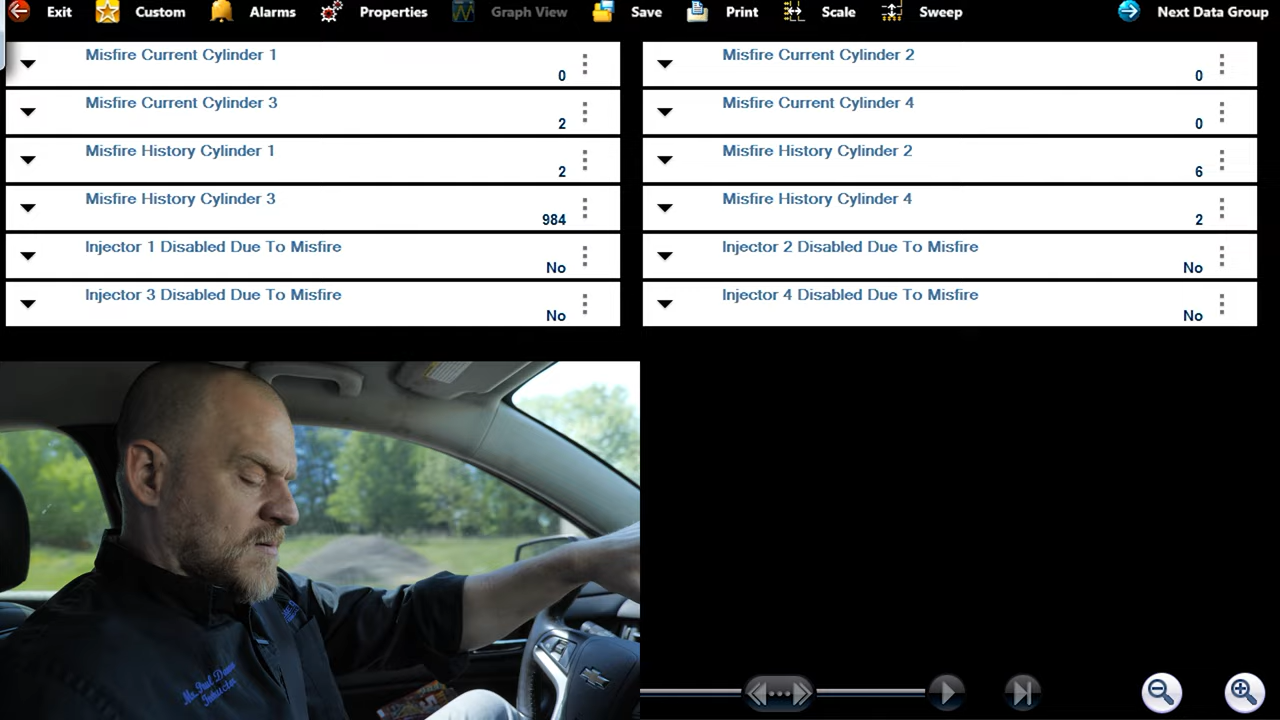 Exit Custom Alarms Properties Graph View Save Print Scale Sweep Next Data Group
Misfire Current Cylinder 1
0
Misfire Current Cylinder 2
0
Misfire Current Cylinder 3
2
Misfire Current Cylinder 4
0
Misfire History Cylinder 1
2
Misfire History Cylinder 2
6
Misfire History Cylinder 3
984
Misfire History Cylinder 4
2
Injector 1 Disabled Due To Misfire
No
Injector 2 Disabled Due To Misfire
No
Injector 3 Disabled Due To Misfire
No
Injector 4 Disabled Due To Misfire
No
Instructor